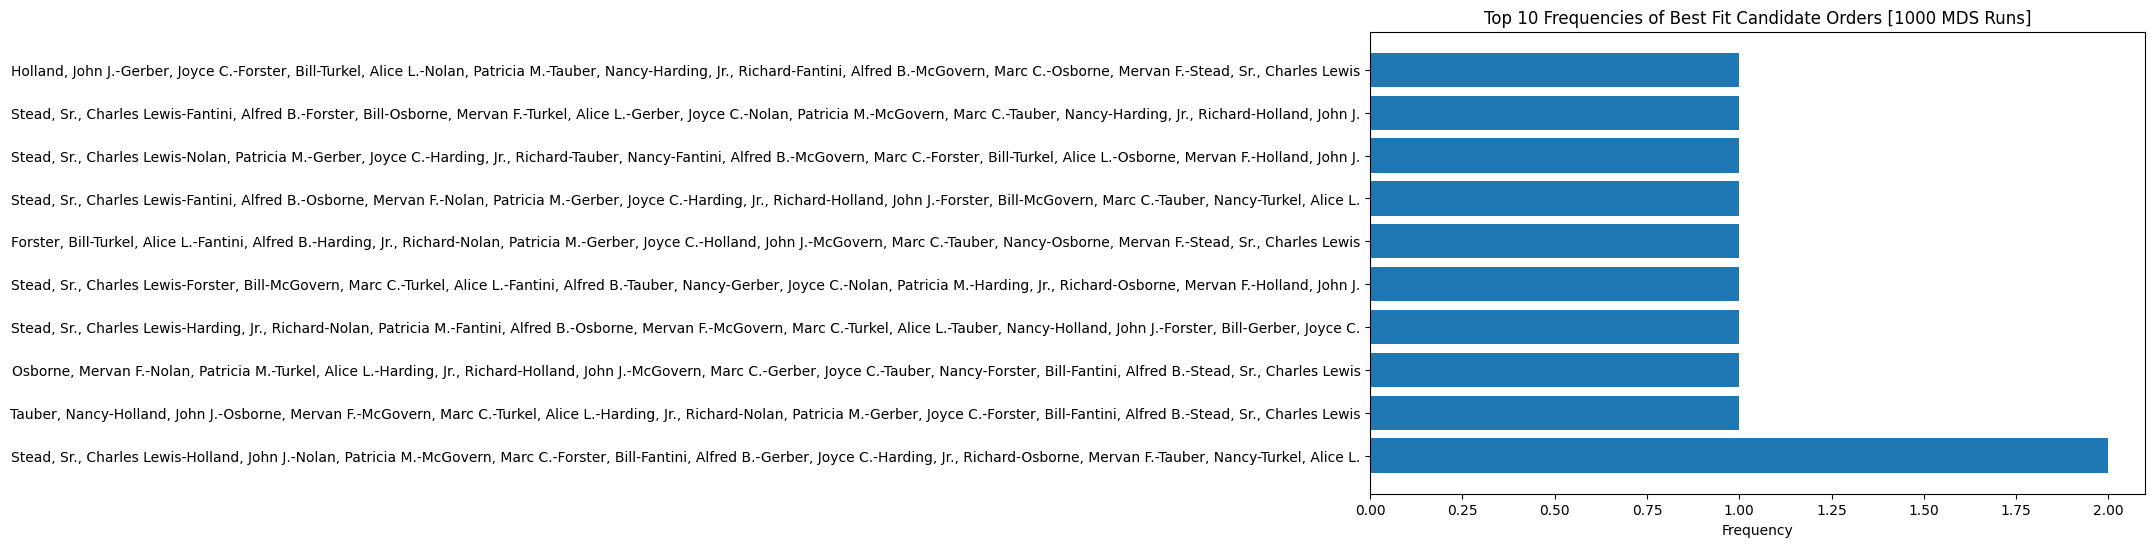 Top 10 Frequencies of Best Fit Candidate Orders [1000 MDS Runs]
Holland, John J.-Gerber, Joyce C.-Forster, Bill-Turkel, Alice L.-Nolan, Patricia M.-Tauber, Nancy-Harding, Jr., Richard-Fantini, Alfred B.-McGovern, Marc C.-Osborne, Mervan F.-Stead, Sr., Charles Lewis
Stead, Sr., Charles Lewis-Fantini, Alfred B.-Forster, Bill-Osborne, Mervan F.-Turkel, Alice L.-Gerber, Joyce C.-Nolan, Patricia M.-McGovern, Marc C.-Tauber, Nancy-Harding, Jr., Richard-Holland, John J.
Stead, Sr., Charles Lewis-Nolan, Patricia M.-Gerber, Joyce C.-Harding, Jr., Richard-Tauber, Nancy-Fantini, Alfred B.-McGovern, Marc C.-Forster, Bill-Turkel, Alice L.-Osborne, Mervan F.-Holland, John J.
Stead, Sr., Charles Lewis-Fantini, Alfred B.-Osborne, Mervan F.-Nolan, Patricia M.-Gerber, Joyce C.-Harding, Jr., Richard-Holland, John J.-Forster, Bill-McGovern, Marc C.-Tauber, Nancy-Turkel, Alice L.
Forster, Bill-Turkel, Alice L.-Fantini, Alfred B.-Harding, Jr., Richard-Nolan, Patricia M.-Gerber, Joyce C.-Holland, John J.-McGovern, Marc C.-Tauber, Nancy-Osborne, Mervan F.-Stead, Sr., Charles Lewis
Stead, Sr., Charles Lewis-Forster, Bill-McGovern, Marc C.-Turkel, Alice L.-Fantini, Alfred B.-Tauber, Nancy-Gerber, Joyce C.-Nolan, Patricia M.-Harding, Jr., Richard-Osborne, Mervan F.-Holland, John J.
Stead, Sr., Charles Lewis-Harding, Jr., Richard-Nolan, Patricia M.-Fantini, Alfred B.-Osborne, Mervan F.-McGovern, Marc C.-Turkel, Alice L.-Tauber, Nancy-Holland, John J.-Forster, Bill-Gerber, Joyce C.
Osborne, Mervan F.-Nolan, Patricia M.-Turkel, Alice L.-Harding, Jr., Richard-Holland, John J.-McGovern, Marc C.-Gerber, Joyce C.-Tauber, Nancy-Forster, Bill-Fantini, Alfred B.-Stead, Sr., Charles Lewis
Tauber, Nancy-Holland, John J.-Osborne, Mervan F.-McGovern, Marc C.-Turkel, Alice L.-Harding, Jr., Richard-Nolan, Patricia M.-Gerber, Joyce C.-Forster, Bill-Fantini, Alfred B.-Stead, Sr., Charles Lewis
Stead, Sr., Charles Lewis-Holland, John J.-Nolan, Patricia M.-McGovern, Marc C.-Forster, Bill-Fantini, Alfred B.-Gerber, Joyce C.-Harding, Jr., Richard-Osborne, Mervan F.-Tauber, Nancy-Turkel, Alice L.
0.00 0.25 0.50 0.75 1.00 1.25 1.50 1.75 2.00
Frequency